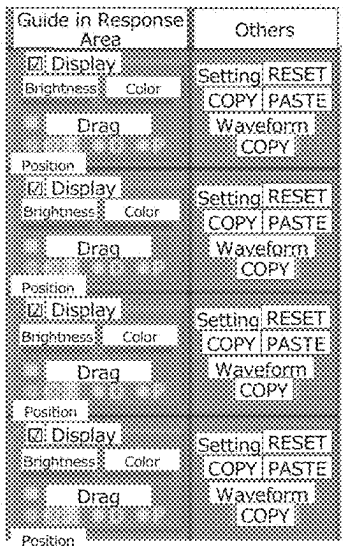 Guide in Response Area
Others
Display
Brightness Color
Drag
Position
Setting RESET
COPY PASTE
Waveform
COPY
Display
Brightness Color
Drag
Position
Setting RESET
COPY PASTE
Waveform
COPY
Display
Brightness Color
Drag
Position
Setting RESET
COPY PASTE
Waveform
COPY
Display
Brightness Color
Drag
Position
Setting RESET
COPY PASTE
Waveform
COPY